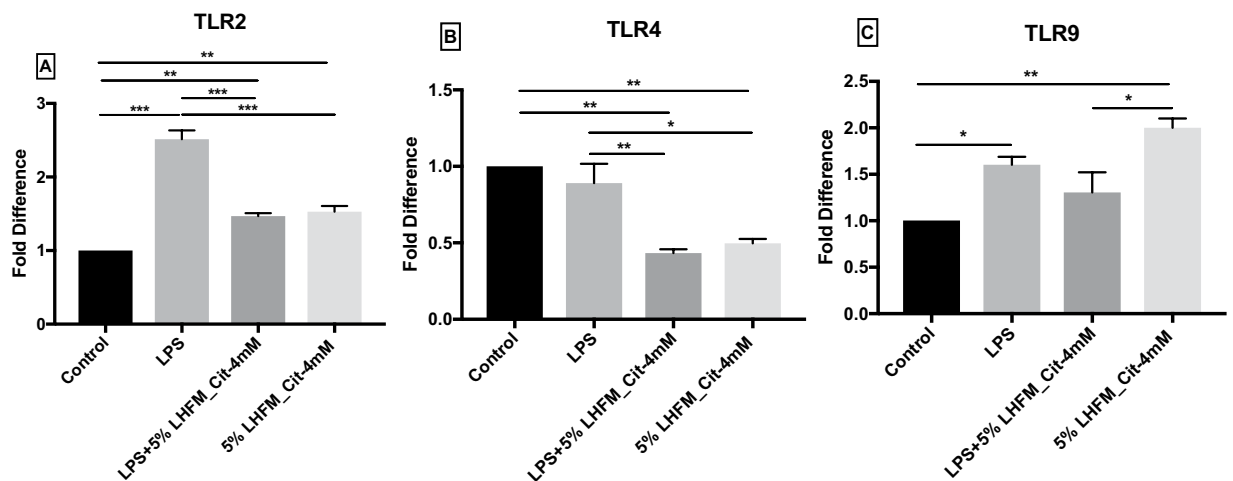 TLR2
A
**
**
***
***
***
3
2
1
0
Fold Difference
Control
LPS
LPS+5% LHFM_Cit-4mM
5% LHFM_Cit-4mM
TLR4
B
**
**
*
**
1.5
1.0
0.5
0.0
Fold Difference
Control
LPS
LPS+5% LHFM_Cit-4mM
5% LHFM_Cit-4mM
TLR9
C
**
*
*
2.5
2.0
1.5
1.0
0.5
0.0
Fold Difference
Control
LPS
LPS+5% LHFM_Cit-4mM
5% LHFM_Cit-4mM